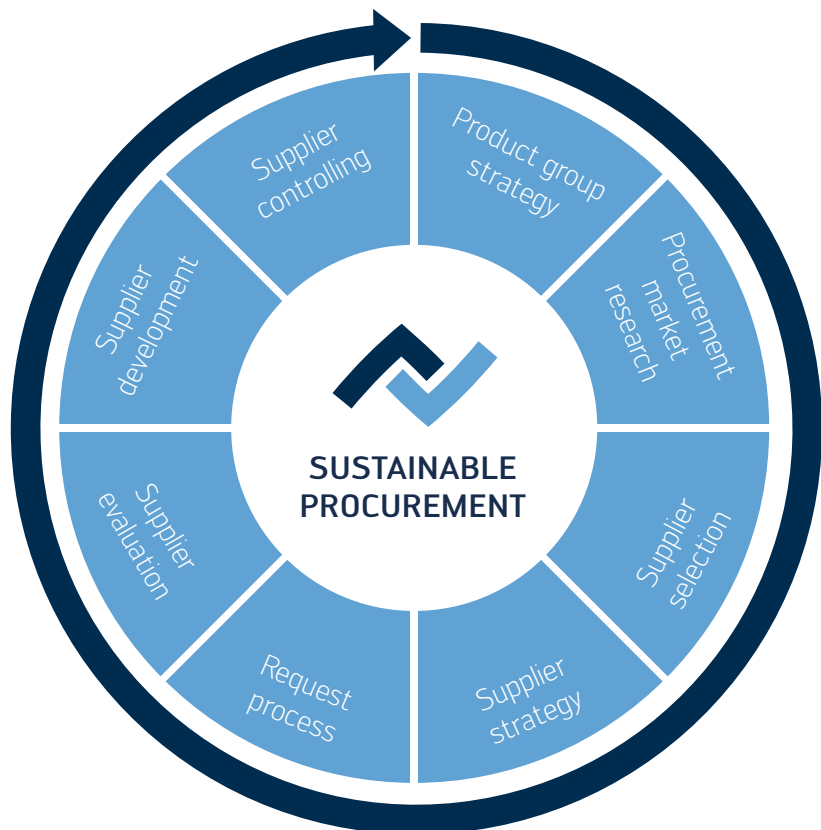 Product group
strategy
Procurement
market
research
Supplier
selection
Supplier
strategy
Request
process
Supplier
evaluation
Supplier
development
Supplier
controlling
SUSTAINABLE
PROCUREMENT